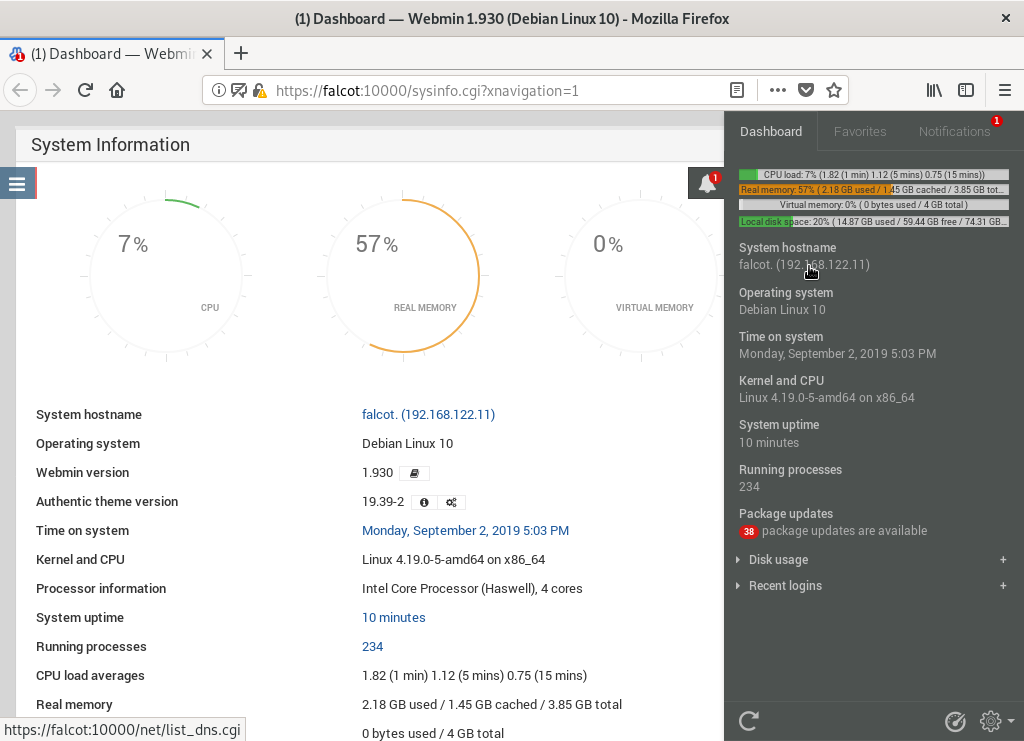 (1) Dashboard — Webmin 1.930 (Debian Linux 10) - Mozilla Firefox
(1) Dashboard — Webmi
https://falcot:10000/sysinfo.cgi?xnavigation=1
System Information
1
7%
CPU
57%
REAL MEMORY
0%
VIRTUAL MEMORY
System hostname falcot. (192.168.122.11)
Operating system Debian Linux 10
Webmin version 1.930
Authentic theme version 19.39-2
Time on system Monday, September 2, 2019 5:03 PM
Kernel and CPU Linux 4.19.0-5-amd64 on x86_64
Processor information Intel Core Processor (Haswell), 4 cores
System uptime 10 minutes
Running processes 234
CPU load averages 1.82 (1 min) 1.12 (5 mins) 0.75 (15 mins)
Real memory 2.18 GB used / 1.45 GB cached / 3.85 GB total
0 bytes used / 4 GB total
https://falcot:10000/net/list_dns.cgi
Dashboard Favorites Notifications 1
CPU load: 7% (1.82 (1 min) 1.12 (5 mins) 0.75 (15 mins))
Real memory: 57% ( 2.18 GB used / 1.45 GB cached / 3.85 GB tot...
Virtual memory: 0% ( 0 bytes used / 4 GB total )
Local disk space: 20% ( 14.87 GB used / 59.44 GB free / 74.31 GB...
System hostname
falcot. (192.168.122.11)
Operating system
Debian Linux 10
Time on system
Monday, September 2, 2019 5:03 PM
Kernel and CPU
Linux 4.19.0-5-amd64 on x86_64
System uptime
10 minutes
Running processes
234
Package updates
38 package updates are available
Disk usage +
Recent logins +